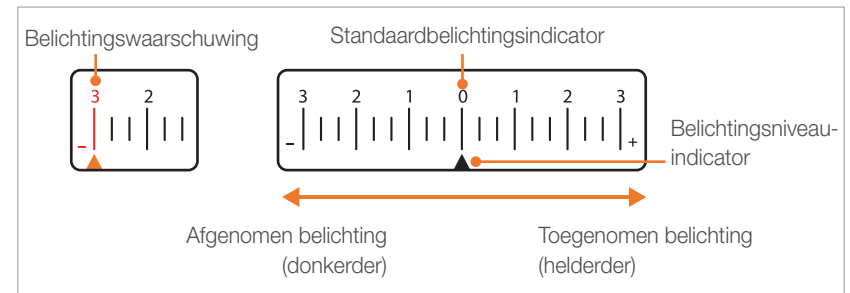 Belichtingswaarschuwing
Standaardbelichtingsindicator
3 2
-
3 2 1 0 1 2 3
- +
Belichtingsniveau-
indicator
Afgenomen belichting
(donkerder)
Toegenomen belichting
(helderder)